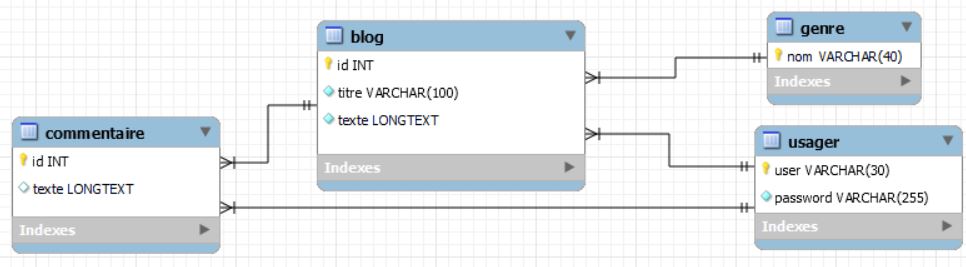 blog
id INT
titre VARCHAR(100)
texte LONGTEXT
Indexes
genre
nom VARCHAR(40)
Indexes
commentaire
id INT
texte LONGTEXT
Indexes
usager
user VARCHAR(30)
password VARCHAR(255)
Indexes